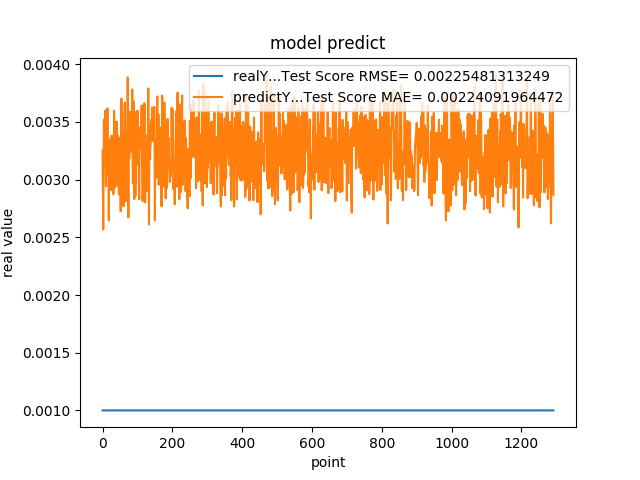 model predict
realY...Test Score RMSE= 0.00225481313249
predictY...Test Score MAE= 0.00224091964472
0.0040
0.0035
0.0030
0.0025
0.0020
0.0015
0.0010
real value
0 200 400 600 800 1000 1200
point